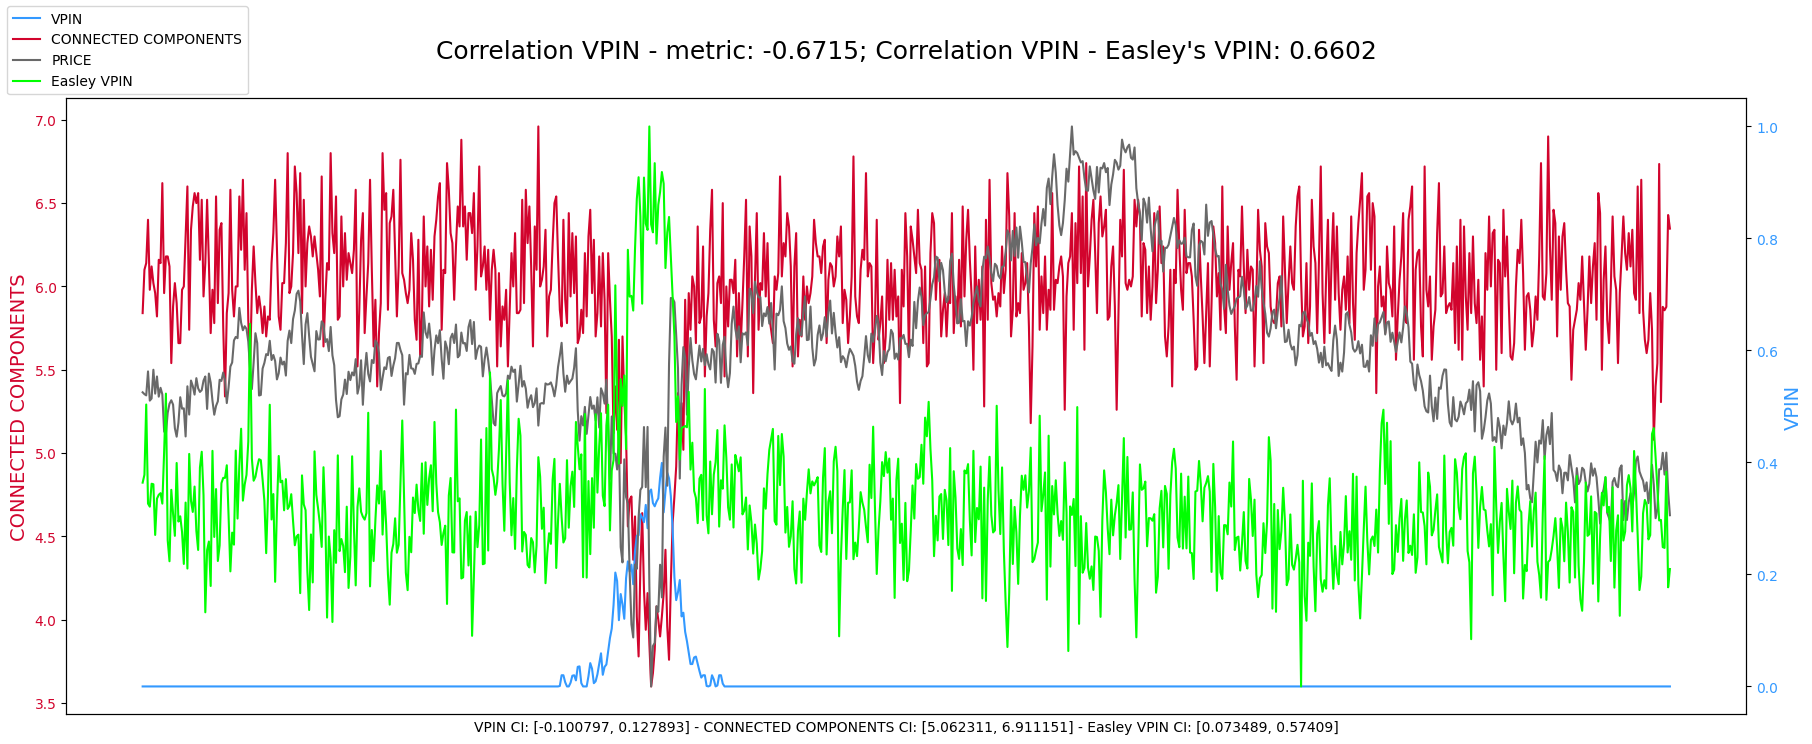 VPIN
CONNECTED COMPONENTS
PRICE
Easley VPIN
Correlation VPIN - metric: -0.6715; Correlation VPIN - Easley's VPIN: 0.6602
CONNECTED COMPONENTS
7.0
6.5
6.0
5.5
5.0
4.5
4.0
3.5
1.0
0.8
0.6
0.4
0.2
0.0
VPIN
VPIN CI: [-0.100797, 0.127893] - CONNECTED COMPONENTS CI: [5.062311, 6.911151] - Easley VPIN CI: [0.073489, 0.57409]